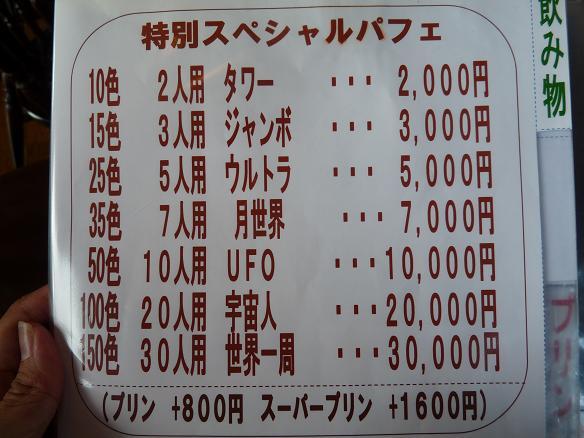 特別スペシャルパフェ
10色 2人用 タワー ・・・ 2,000円
15色 3人用 ジャンボ ・・・ 3,000円
25色 5人用 ウルトラ ・・・ 5,000円
35色 7人用 月世界 ・・・ 7,000円
50色 10人用 UFO ・・・ 10,000円
100色 20人用 宇宙人 ・・・ 20,000円
150色 30人用 世界一周 ・・・ 30,000円
(プリン +800円 スーパープリン +1600円)
飲み物
プリン